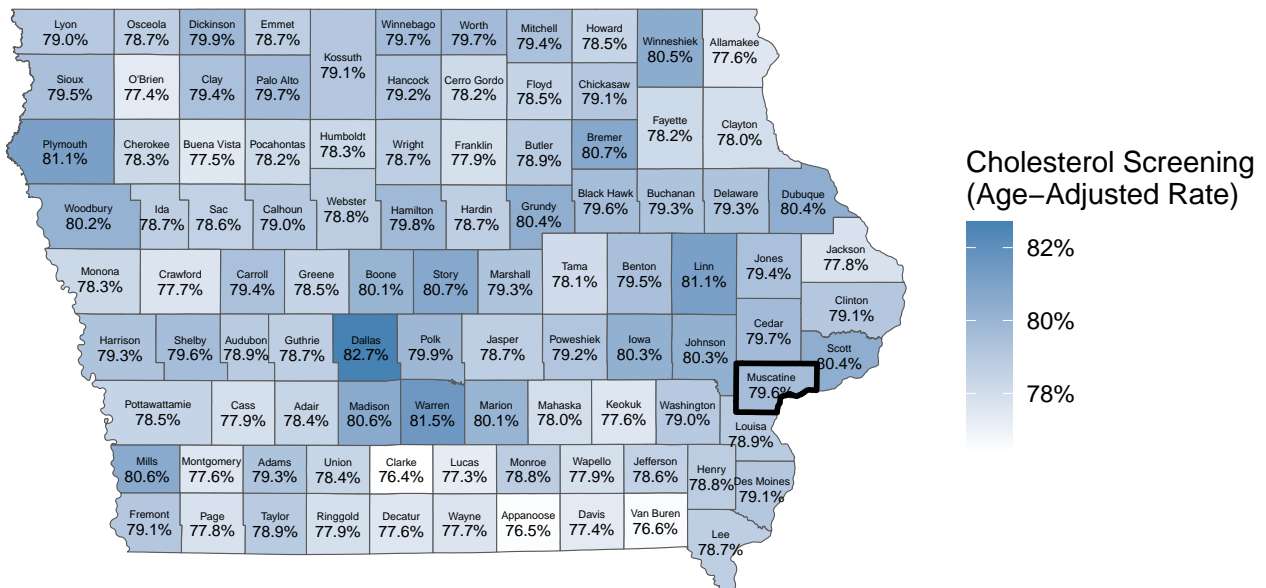 Lyon
79.0%
Osceola
78.7%
Dickinson
79.9%
Emmet
78.7%
Kossuth
79.1%
Winnebago
79.7%
Worth
79.7%
Mitchell
79.4%
Howard
78.5%
Winneshiek
80.5%
Allamakee
77.6%
Sioux
79.5%
O'Brien
77.4%
Clay
79.4%
Palo Alto
79.7%
Hancock
79.2%
Cerro Gordo
78.2%
Floyd
78.5%
Chickasaw
79.1%
Fayette
78.2%
Clayton
78.0%
Plymouth
81.1%
Cherokee
78.3%
Buena Vista
77.5%
Pocahontas
78.2%
Humboldt
78.3%
Wright
78.7%
Franklin
77.9%
Butler
78.9%
Bremer
80.7%
Woodbury
80.2%
Ida
78.7%
Sac
78.6%
Calhoun
79.0%
Webster
78.8%
Hamilton
79.8%
Hardin
78.7%
Grundy
80.4%
Black Hawk
79.6%
Buchanan
79.3%
Delaware
79.3%
Dubuque
80.4%
Monona
78.3%
Crawford
77.7%
Carroll
79.4%
Greene
78.5%
Boone
80.1%
Story
80.7%
Marshall
79.3%
Tama
78.1%
Benton
79.5%
Linn
81.1%
Jones
79.4%
Jackson
77.8%
Clinton
79.1%
Harrison
79.3%
Shelby
79.6%
Audubon
78.9%
Guthrie
78.7%
Dallas
82.7%
Polk
79.9%
Jasper
78.7%
Poweshiek
79.2%
Iowa
80.3%
Johnson
80.3%
Cedar
79.7%
Scott
80.4%
Muscatine
79.6%
Pottawattamie
78.5%
Cass
77.9%
Adair
78.4%
Madison
80.6%
Warren
81.5%
Marion
80.1%
Mahaska
78.0%
Keokuk
77.6%
Washington
79.0%
Louisa
78.9%
Mills
80.6%
Montgomery
77.6%
Adams
79.3%
Union
78.4%
Clarke
76.4%
Lucas
77.3%
Monroe
78.8%
Wapello
77.9%
Jefferson
78.6%
Henry
78.8%
Des Moines
79.1%
Fremont
79.1%
Page
77.8%
Taylor
78.9%
Ringgold
77.9%
Decatur
77.6%
Wayne
77.7%
Appanoose
76.5%
Davis
77.4%
Van Buren
76.6%
Lee
78.7%
Cholesterol Screening
(Age−Adjusted Rate)
82%
80%
78%